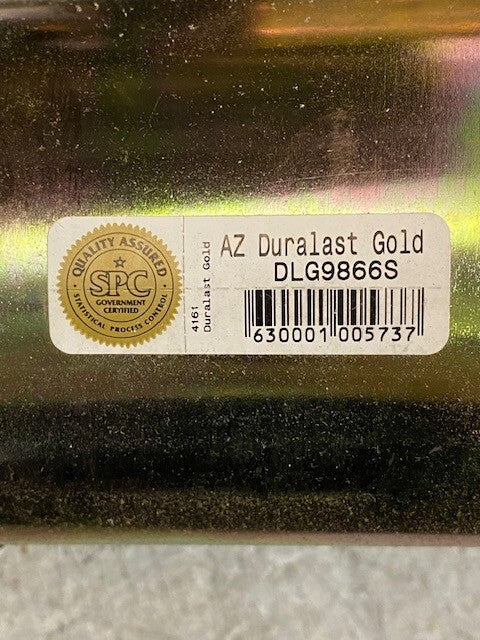 QUALITY ASSURED
SPC
GOVERNMENT
CERTIFIED
STATISTICAL PROCESS CONTROL
4161
Duralast Gold
AZ Duralast Gold
DLG9866S
630001 005737